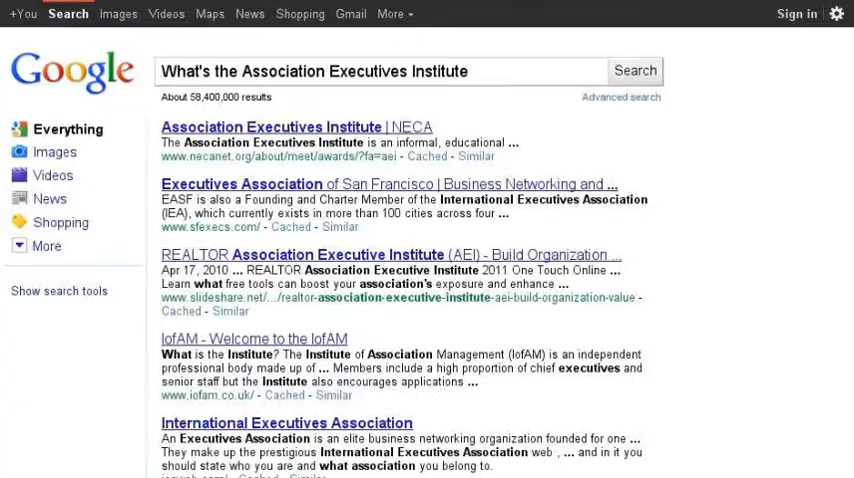 +You Search Images Videos Maps News Shopping Gmail More Sign in
Google
What's the Association Executives Institute Search
About 58,400,000 results Advanced search
Everything
Images
Videos
News
Shopping
More
Show search tools
Association Executives Institute | NECA
The Association Executives Institute is an informal, educational ...
www.necanet.org/about/meet/awards/?fa=aei - Cached - Similar
Executives Association of San Francisco | Business Networking and ...
EASF is also a Founding and Charter Member of the International Executives Association
(IEA), which currently exists in more than 100 cities across four ...
www.sfexecs.com/ - Cached - Similar
REALTOR Association Executive Institute (AEI) - Build Organization ...
Apr 17, 2010 ... REALTOR Association Executive Institute 2011 One Touch Online ...
Learn what free tools can boost your association's exposure and enhance ...
www.slideshare.net/.../realtor-association-executive-institute-aei-build-organization-value -
Cached - Similar
IofAM - Welcome to the IofAM
What is the Institute? The Institute of Association Management (IofAM) is an independent
professional body made up of ... Members include a high proportion of chief executives and
senior staff but the Institute also encourages applications ...
www.iofam.co.uk/ - Cached - Similar
International Executives Association
An Executives Association is an elite business networking organization founded for one ...
They make up the prestigious International Executives Association web , ... and in it you
should state who you are and what association you belong to.